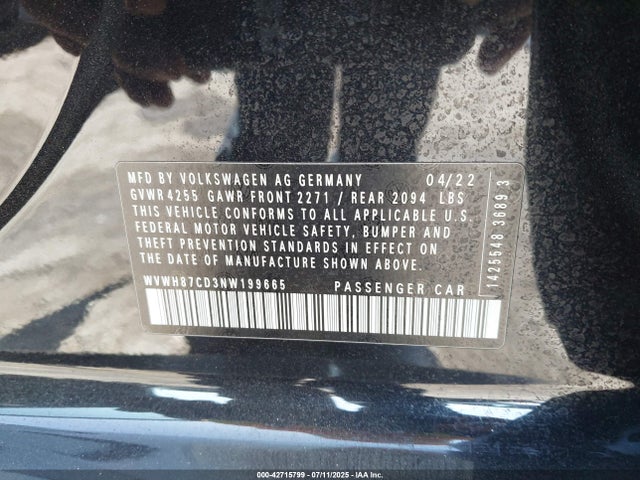 MFD BY VOLKSWAGEN AG GERMANY 04/22
GVWR 4255 GAWR FRONT 2271 / REAR 2094 LBS
THIS VEHICLE CONFORMS TO ALL APPLICABLE U.S.
FEDERAL MOTOR VEHICLE SAFETY, BUMPER AND
THEFT PREVENTION STANDARDS IN EFFECT ON
THE DATE OF MANUFACTURE SHOWN ABOVE.
WVWH87CD3NW199665 PASSENGER CAR
1425548 3689 3
000-42715799 - 07/11/2025 - IAA Inc.